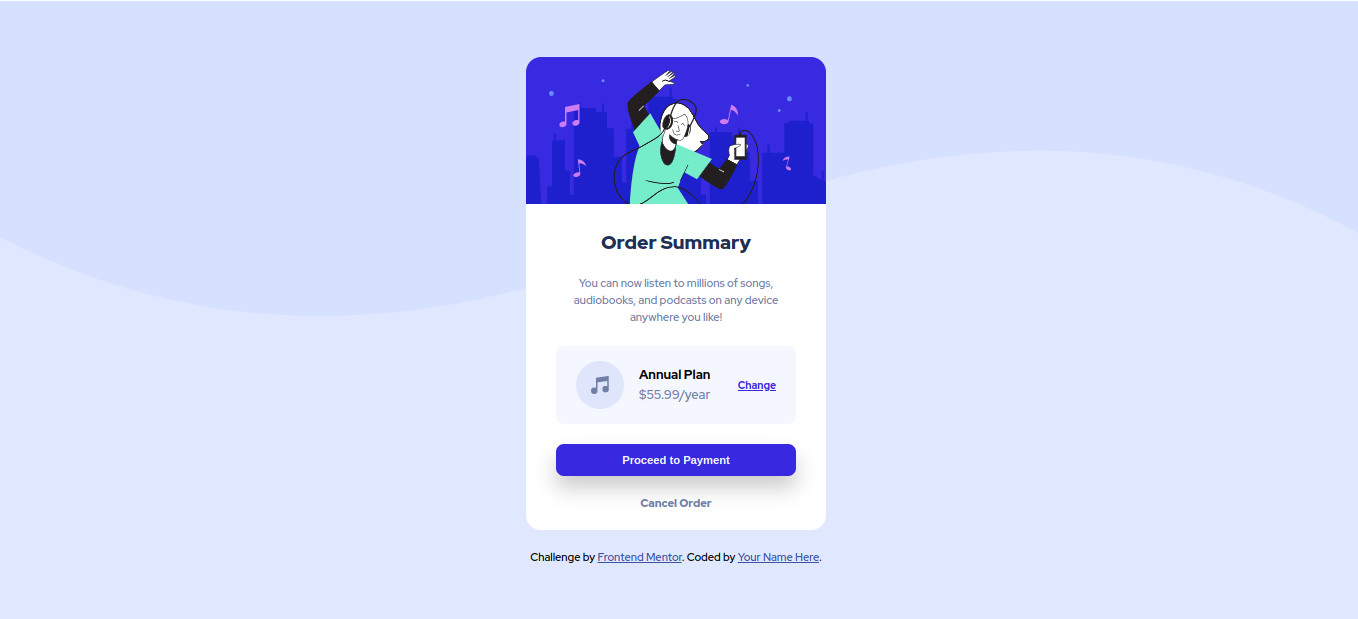 Order Summary
You can now listen to millions of songs,
audiobooks, and podcasts on any device
anywhere you like!
Annual Plan
$55.99/year
Change
Proceed to Payment
Cancel Order
Challenge by Frontend Mentor. Coded by Your Name Here.